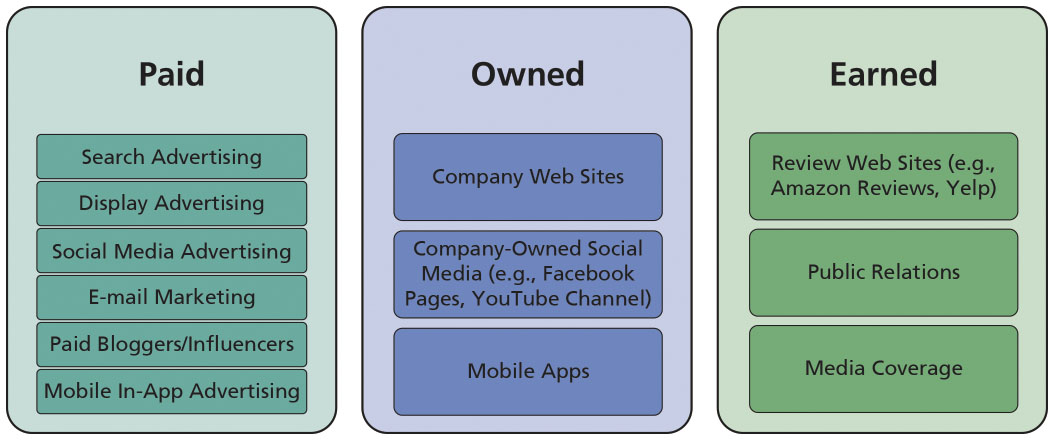 Paid
Search Advertising
Display Advertising
Social Media Advertising
E-mail Marketing
Paid Bloggers/Influencers
Mobile In-App Advertising
Owned
Company Web Sites
Company-Owned Social
Media (e.g., Facebook
Pages, YouTube Channel)
Mobile Apps
Earned
Review Web Sites (e.g.,
Amazon Reviews, Yelp)
Public Relations
Media Coverage